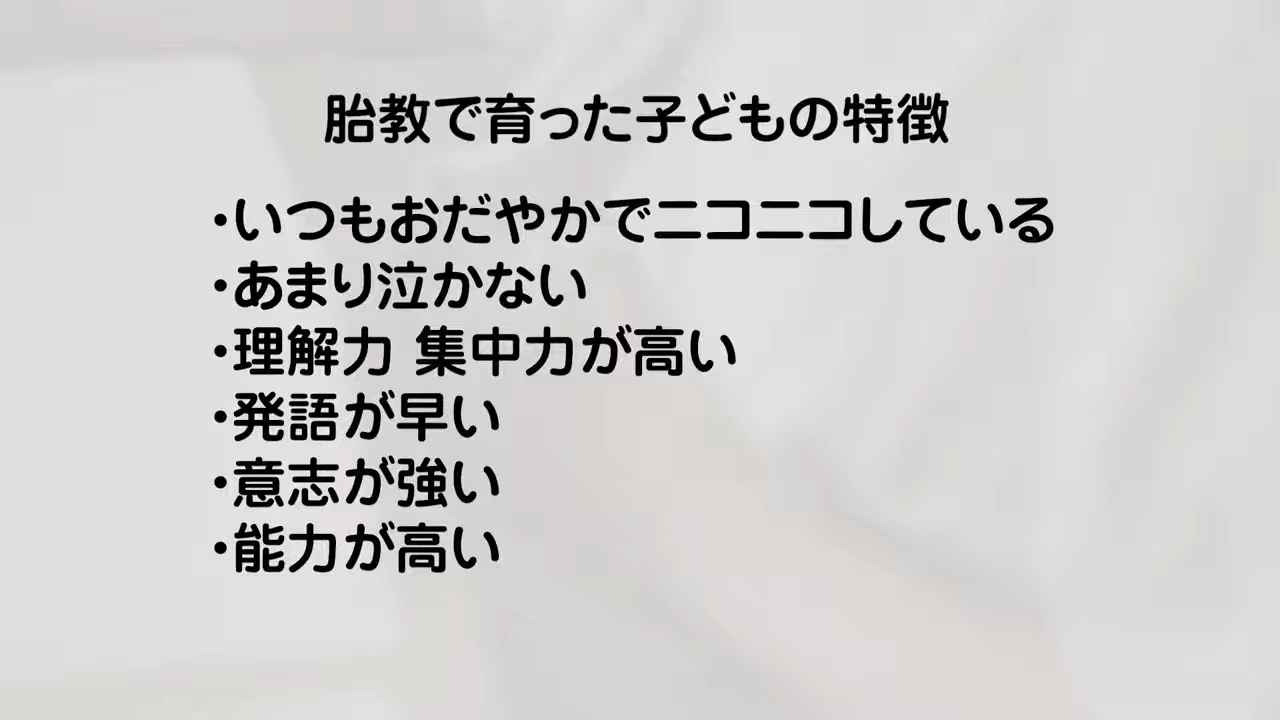 胎教で育った子どもの特徴
・いつもおだやかでニコニコしている
・あまり泣かない
・理解力 集中力が高い
・発語が早い
・意志が強い
・能力が高い